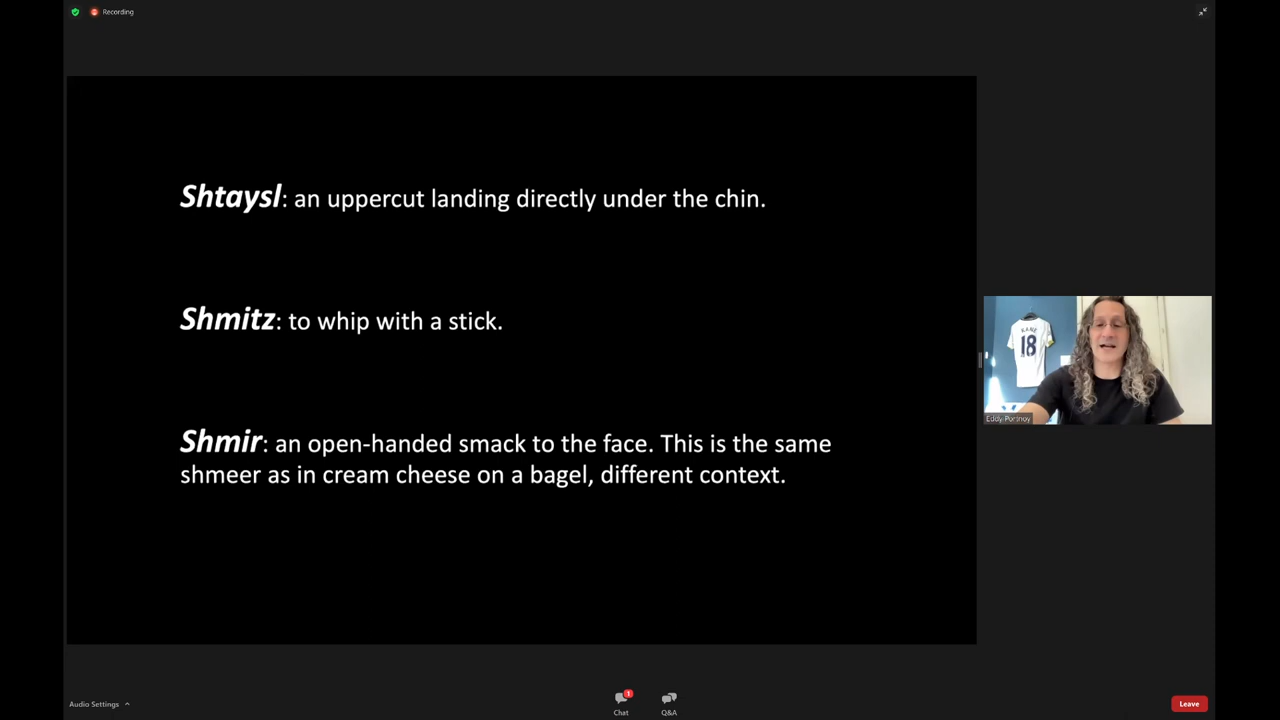 Recording
Shtaysl: an uppercut landing directly under the chin.
Shmitz: to whip with a stick.
Shmir: an open-handed smack to the face. This is the same
shmeer as in cream cheese on a bagel, different context.
KANE
18
Eddy Portnoy
Audio Settings
1
Chat
Q&A
Leave